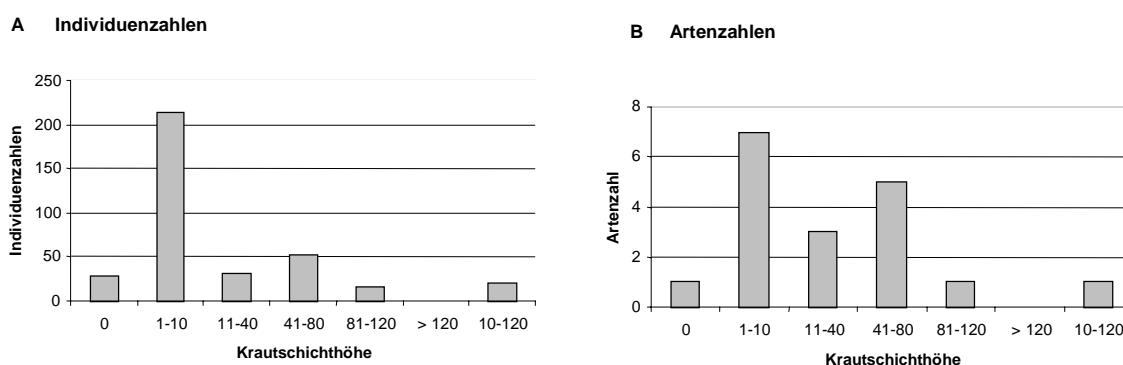 A Individuenzahlen
250
200
150
100
50
0
Individuenzahlen
0 1-10 11-40 41-80 81-120 > 120 10-120
Krautschichthöhe
B Artenzahlen
8
6
4
2
0
Artenzahl
0 1-10 11-40 41-80 81-120 > 120 10-120
Krautschichthöhe